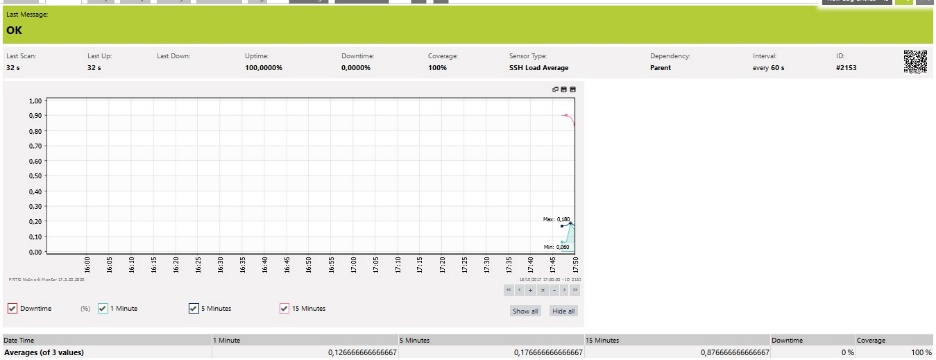 Last Message:
OK
Last Scan: Last Up: Last Down: Uptime: Downtime: Coverage: Sensor Type: Dependency: Interval: ID:
32 s 32 s 100,0000% 0,0000% 100% SSH Load Average Parent every 60 s #2153
1,00
0,90
0,80
0,70
0,60
0,50
0,40
0,30
0,20
0,10
0,00
Max: 0,180
Min: 0,060
16:00 16:05 16:10 16:15 16:20 16:25 16:30 16:35 16:40 16:45 16:50 16:55 17:00 17:05 17:10 17:15 17:20 17:25 17:30 17:35 17:40 17:45 17:50
Downtime (%) 1 Minute 5 Minutes 15 Minutes
Show all Hide all
Date Time 1 Minute 5 Minutes 15 Minutes Downtime Coverage
Averages (of 3 values) 0,126666666666667 0,176666666666667 0,876666666666667 0 % 100 %